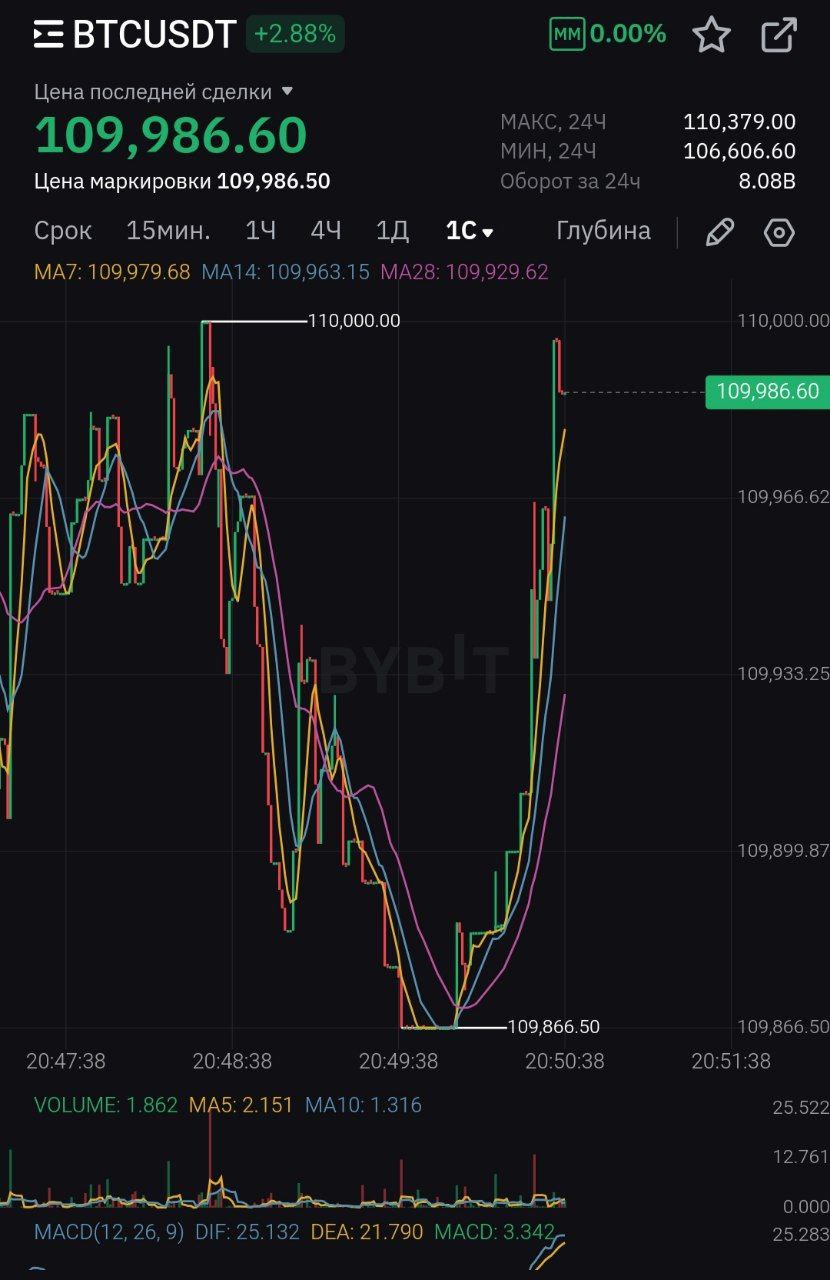 BTCUSDT +2.88% MM 0.00%
Цена последней сделки
109,986.60
Цена маркировки 109,986.50
МАКС, 24Ч 110,379.00
МИН, 24Ч 106,606.60
Оборот за 24ч 8.08B
Срок 15мин. 1Ч 4Ч 1Д 1С Глубина
MA7: 109,979.68 MA14: 109,963.15 MA28: 109,929.62
110,000.00 110,000.00
109,986.60
109,966.62
BYBIT 109,933.25
109,899.87
109,866.50 109,866.50
20:47:38 20:48:38 20:49:38 20:50:38 20:51:38
VOLUME: 1.862 MA5: 2.151 MA10: 1.316 25.522
12.761
0.000
MACD(12, 26, 9) DIF: 25.132 DEA: 21.790 MACD: 3.342 25.283